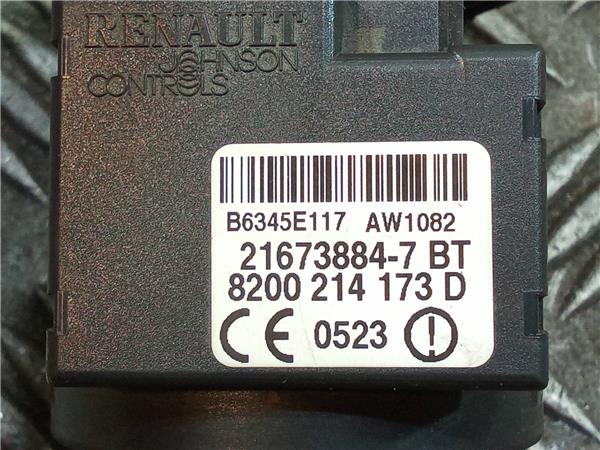 RENAULT
JOHNSON
CONTROLS
B6345E117 AW1082
21673884-7 BT
8200 214 173 D
CE 0523 !